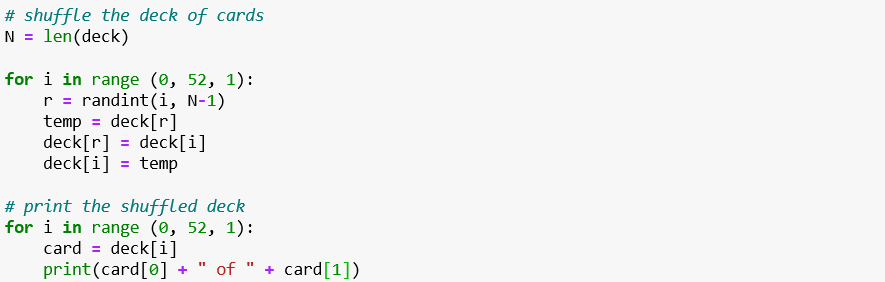 # shuffle the deck of cards
N = len(deck)
for i in range (0, 52, 1):
    r = randint(i, N-1)
    temp = deck[r]
    deck[r] = deck[i]
    deck[i] = temp
# print the shuffled deck
for i in range (0, 52, 1):
    card = deck[i]
    print(card[0] + " of " + card[1])